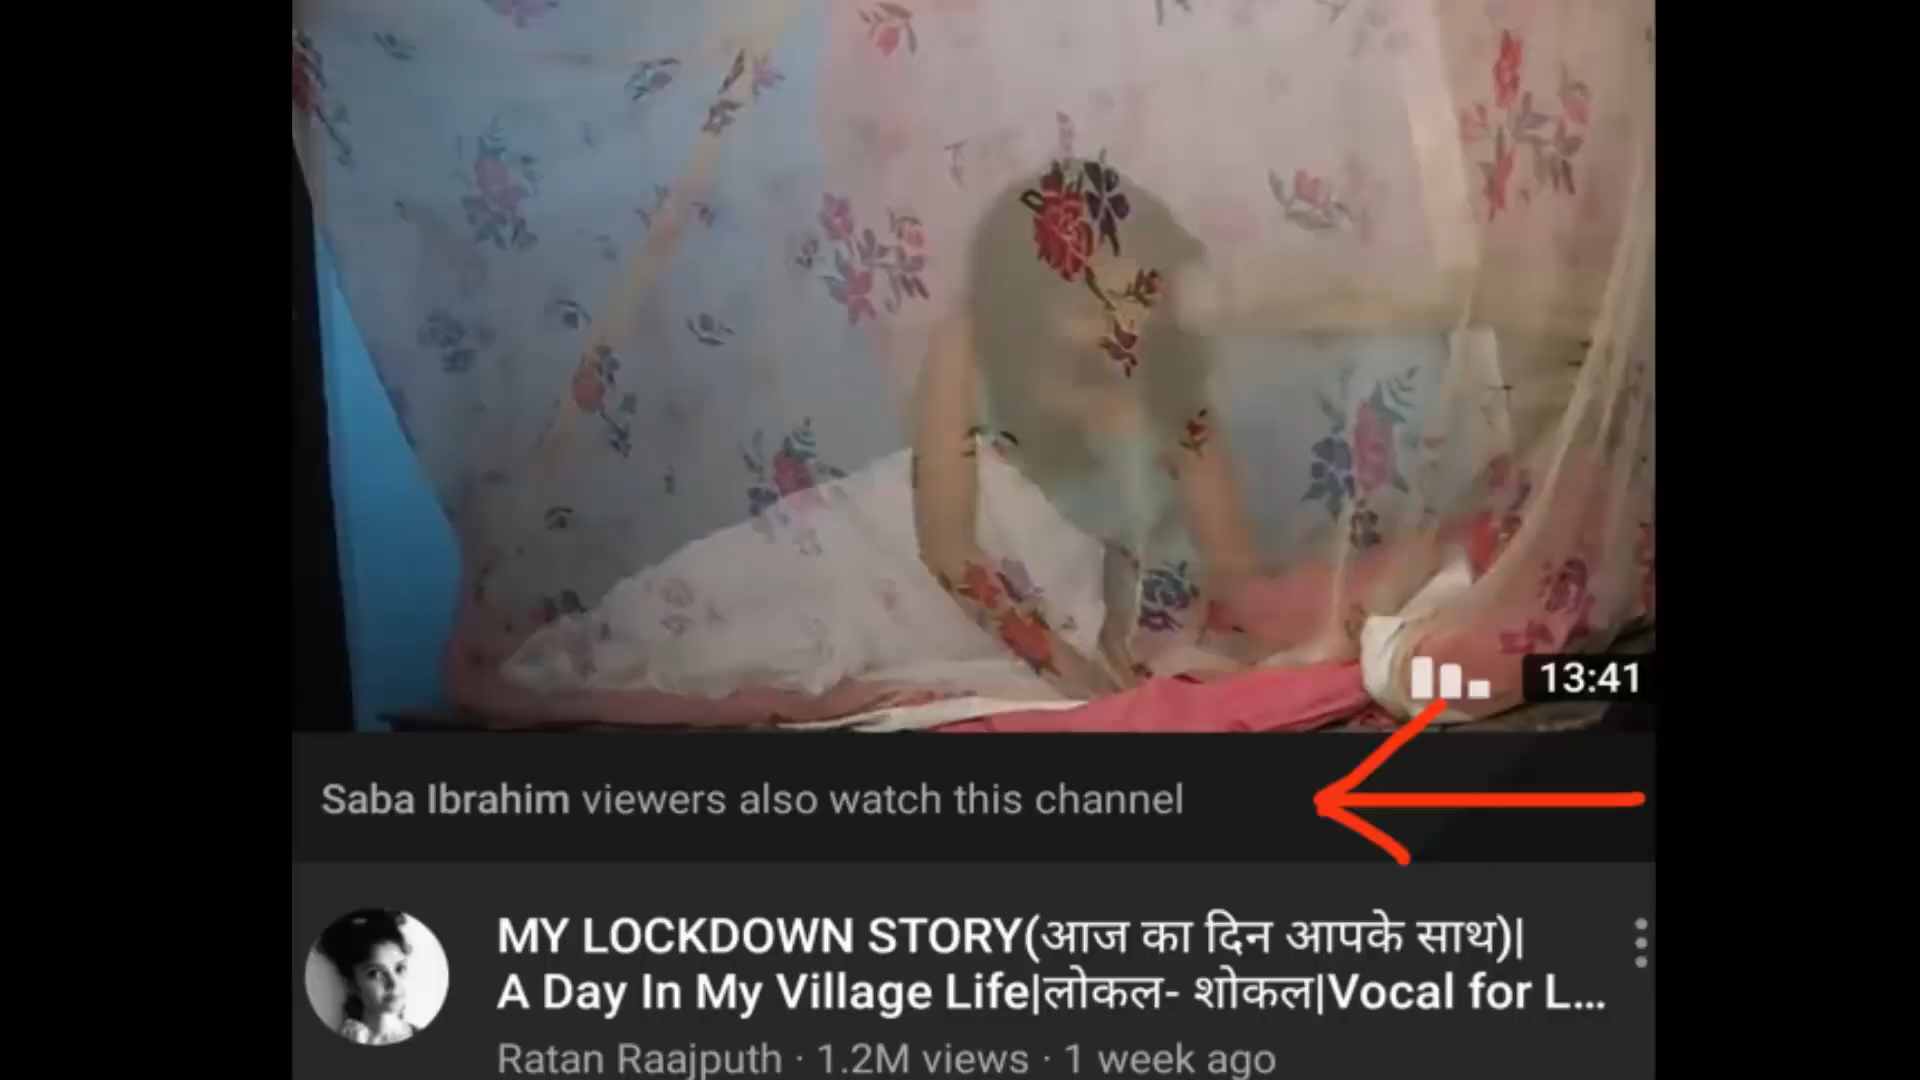 13:41
Saba Ibrahim viewers also watch this channel
MY LOCKDOWN STORY(आज का दिन आपके साथ)|
A Day In My Village Life|लोकल- शोकल|Vocal for L...
Ratan Raajputh · 1.2M views · 1 week ago